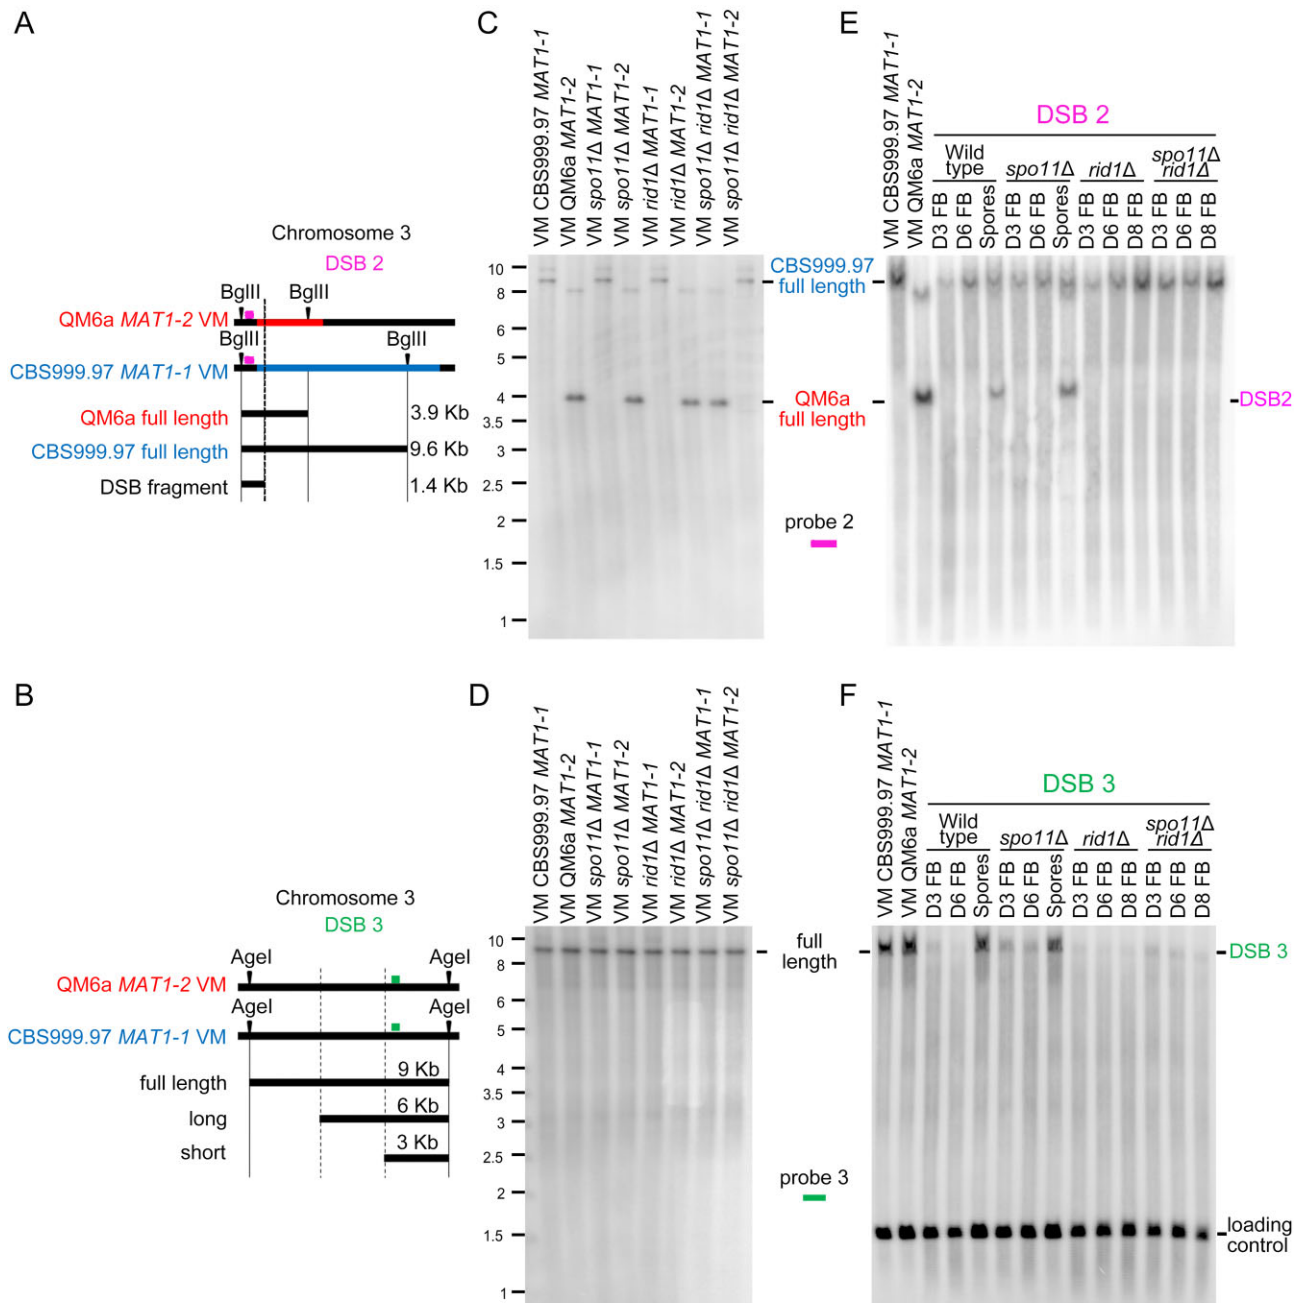 A
Chromosome 3
DSB 2
BglII
BglII
QM6a MAT1-2 VM
BglII
BglII
CBS999.97 MAT1-1 VM
QM6a full length
3.9 Kb
CBS999.97 full length
9.6 Kb
DSB fragment
1.4 Kb
C
VM CBS999.97 MAT1-1
VM QM6a MAT1-2
VM spo11Δ MAT1-1
VM spo11Δ MAT1-2
VM rid1Δ MAT1-1
VM rid1Δ MAT1-2
VM spo11Δ rid1Δ MAT1-1
VM spo11Δ rid1Δ MAT1-2
10
8
6
5
4
3.5
3
2.5
2
1.5
1
CBS999.97
full length
QM6a
full length
probe 2
E
VM CBS999.97 MAT1-1
VM QM6a MAT1-2
DSB 2
Wild
type
spo11Δ
rid1Δ
spo11Δ
rid1Δ
D3 FB
D6 FB
Spores
D3 FB
D6 FB
Spores
D3 FB
D6 FB
D8 FB
D3 FB
D6 FB
D8 FB
DSB2
B
Chromosome 3
DSB 3
AgeI
AgeI
QM6a MAT1-2 VM
AgeI
AgeI
CBS999.97 MAT1-1 VM
full length
9 Kb
long
6 Kb
short
3 Kb
D
VM CBS999.97 MAT1-1
VM QM6a MAT1-2
VM spo11Δ MAT1-1
VM spo11Δ MAT1-2
VM rid1Δ MAT1-1
VM rid1Δ MAT1-2
VM spo11Δ rid1Δ MAT1-1
VM spo11Δ rid1Δ MAT1-2
10
8
6
5
4
3.5
3
2.5
2
1.5
1
full
length
probe 3
F
VM CBS999.97 MAT1-1
VM QM6a MAT1-2
DSB 3
Wild
type
spo11Δ
rid1Δ
spo11Δ
rid1Δ
D3 FB
D6 FB
Spores
D3 FB
D6 FB
Spores
D3 FB
D6 FB
D8 FB
D3 FB
D6 FB
D8 FB
DSB 3
loading
control